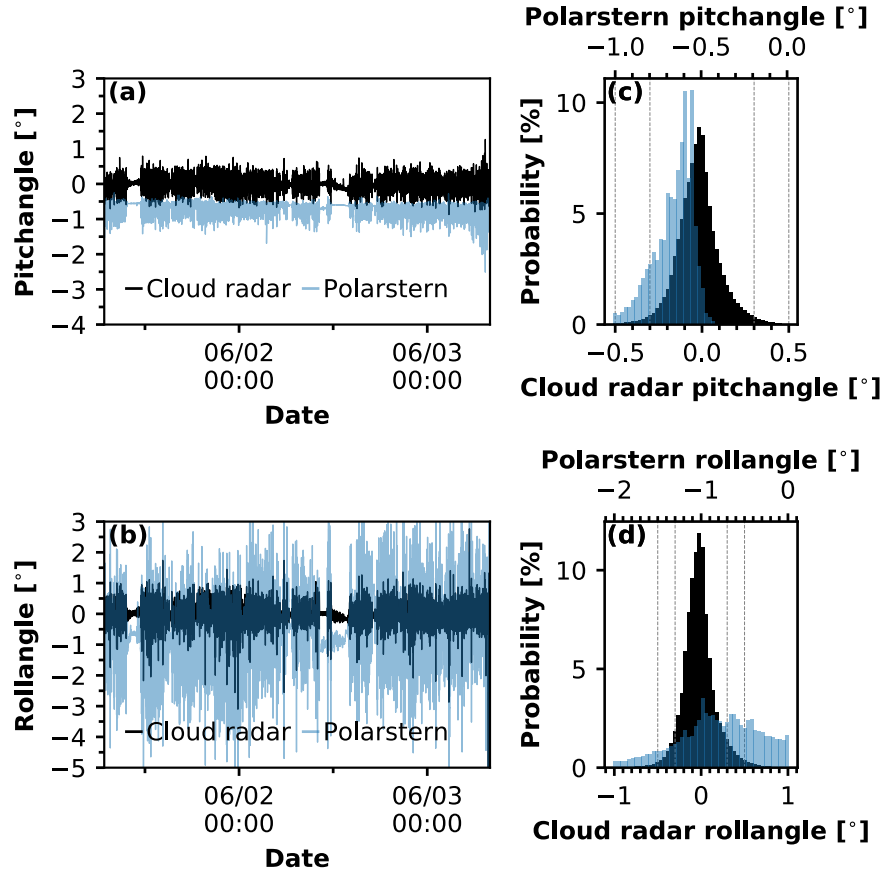 (a)
Pitchangle [°]
3
2
1
0
−1
−2
−3
−4
Cloud radar
Polarstern
06/02
00:00
06/03
00:00
Date
Polarstern pitchangle [°]
−1.0
−0.5
0.0
(c)
Probability [%]
10
5
0
−0.5
0.0
0.5
Cloud radar pitchangle [°]
(b)
Rollangle [°]
3
2
1
0
−1
−2
−3
−4
−5
Cloud radar
Polarstern
06/02
00:00
06/03
00:00
Date
Polarstern rollangle [°]
−2
−1
0
(d)
Probability [%]
10
5
0
−1
0
1
Cloud radar rollangle [°]